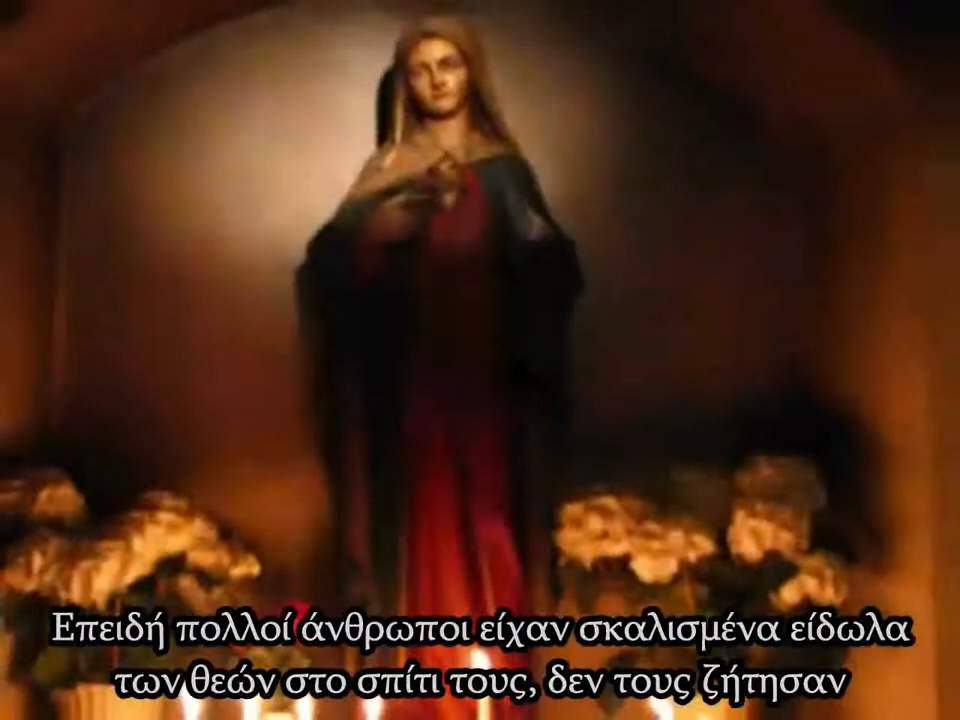 Επειδή πολλοί άνθρωποι είχαν σκαλισμένα είδωλα
των θεών στο σπίτι τους, δεν τους ζήτησαν